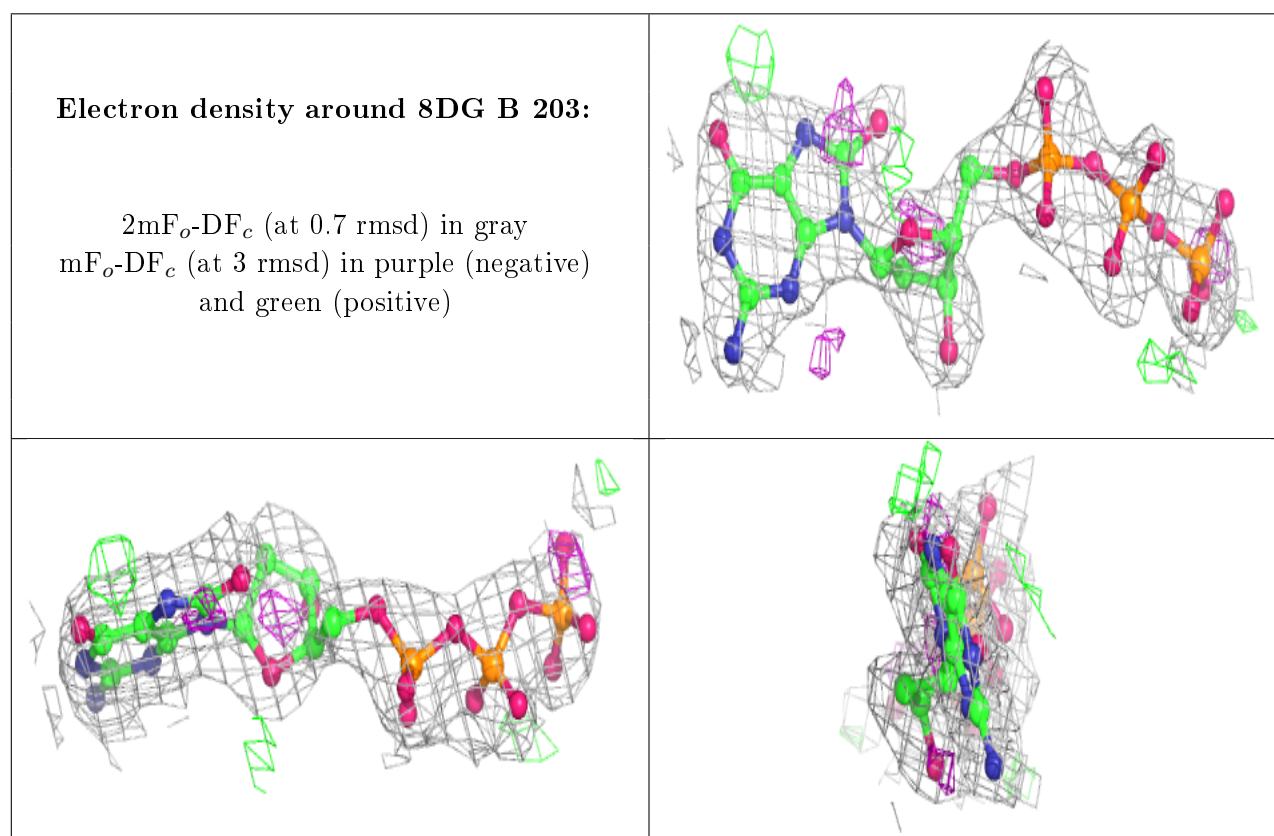 Electron density around 8DG B 203:
2mFo-DFc (at 0.7 rmsd) in gray
mFo-DFc (at 3 rmsd) in purple (negative)
and green (positive)